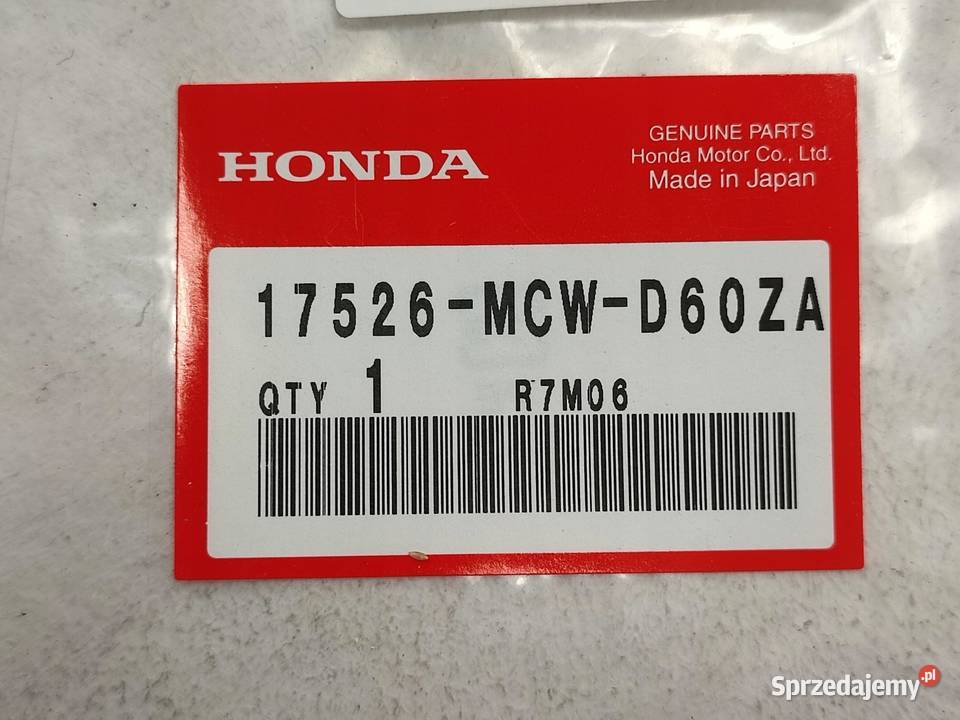 HONDA
GENUINE PARTS
Honda Motor Co., Ltd.
Made in Japan
17526-MCW-D60ZA
QTY 1 R7M06
Sprzedajemy.pl